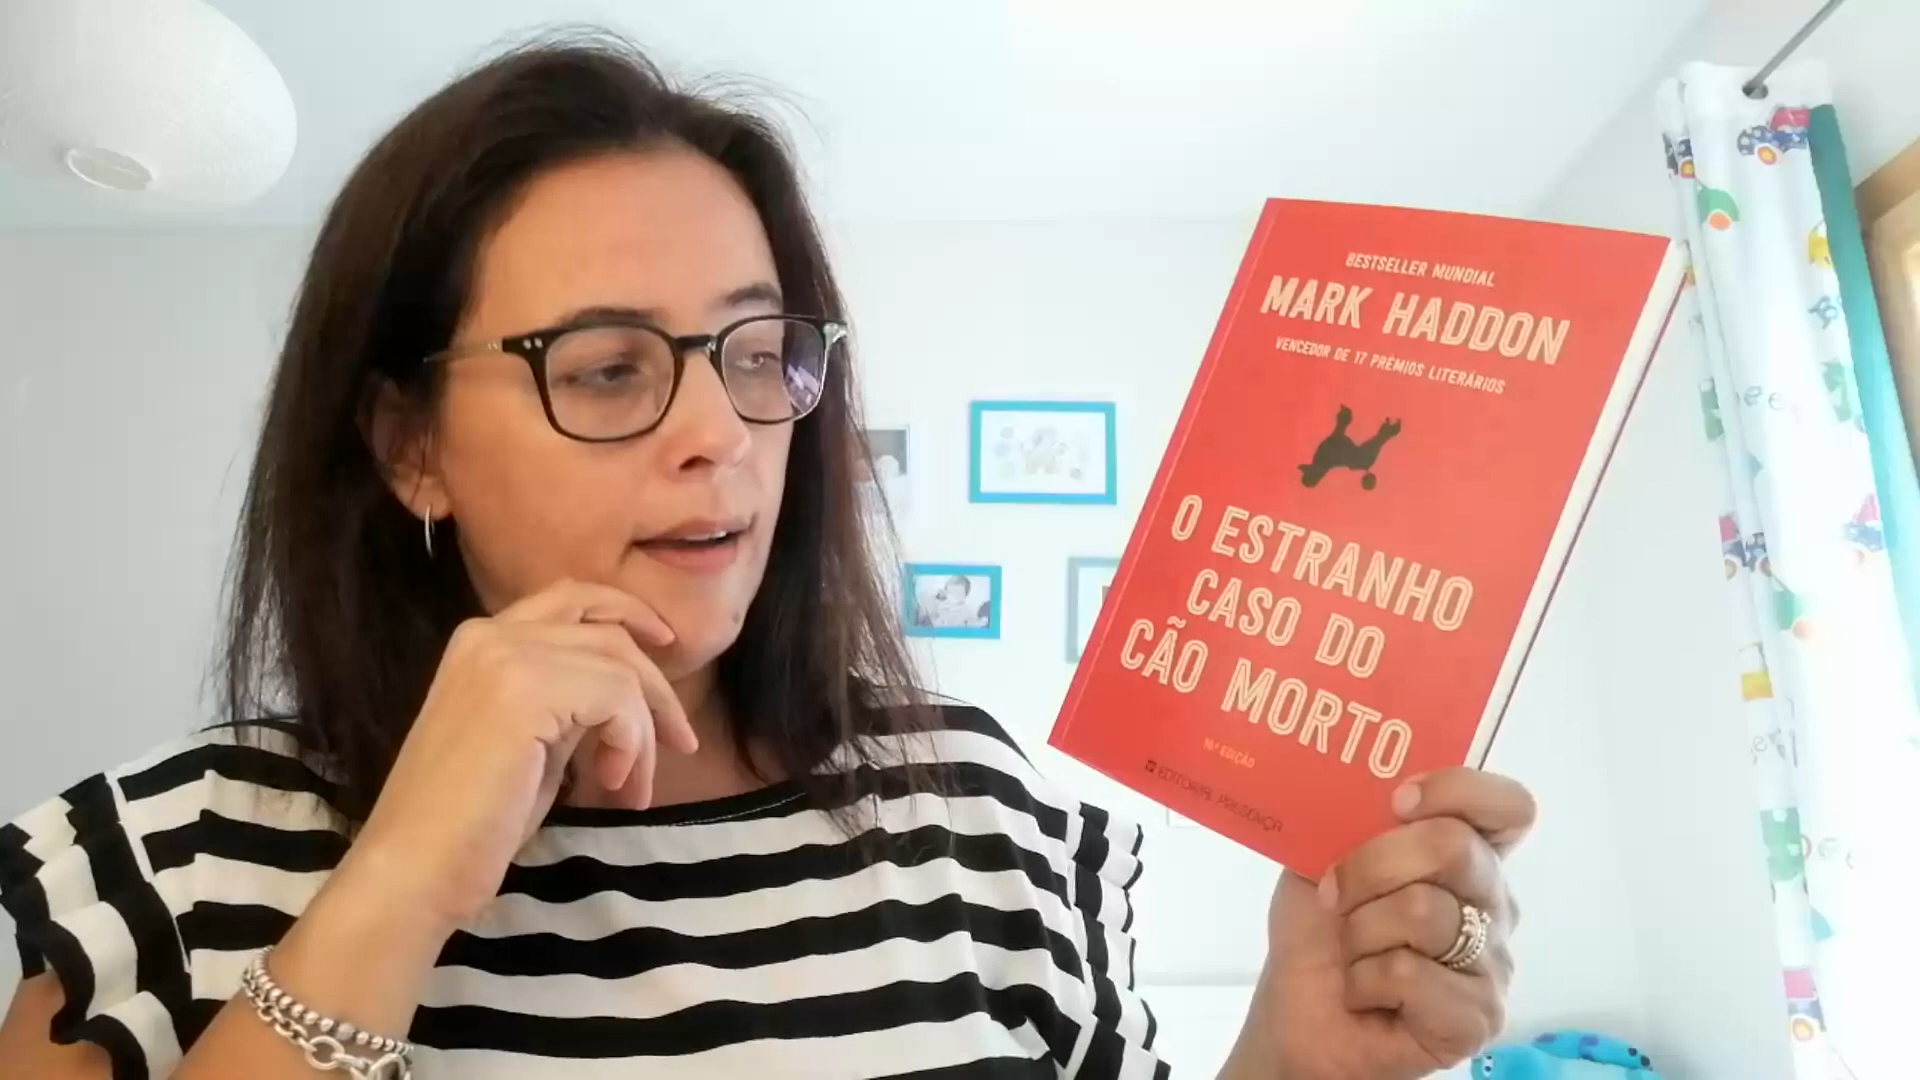 BESTSELLER MUNDIAL
MARK HADDON
VENCEDOR DE 17 PRÉMIOS LITERÁRIOS
O ESTRANHO
CASO DO
CÃO MORTO
EDITORIAL PRESENÇA